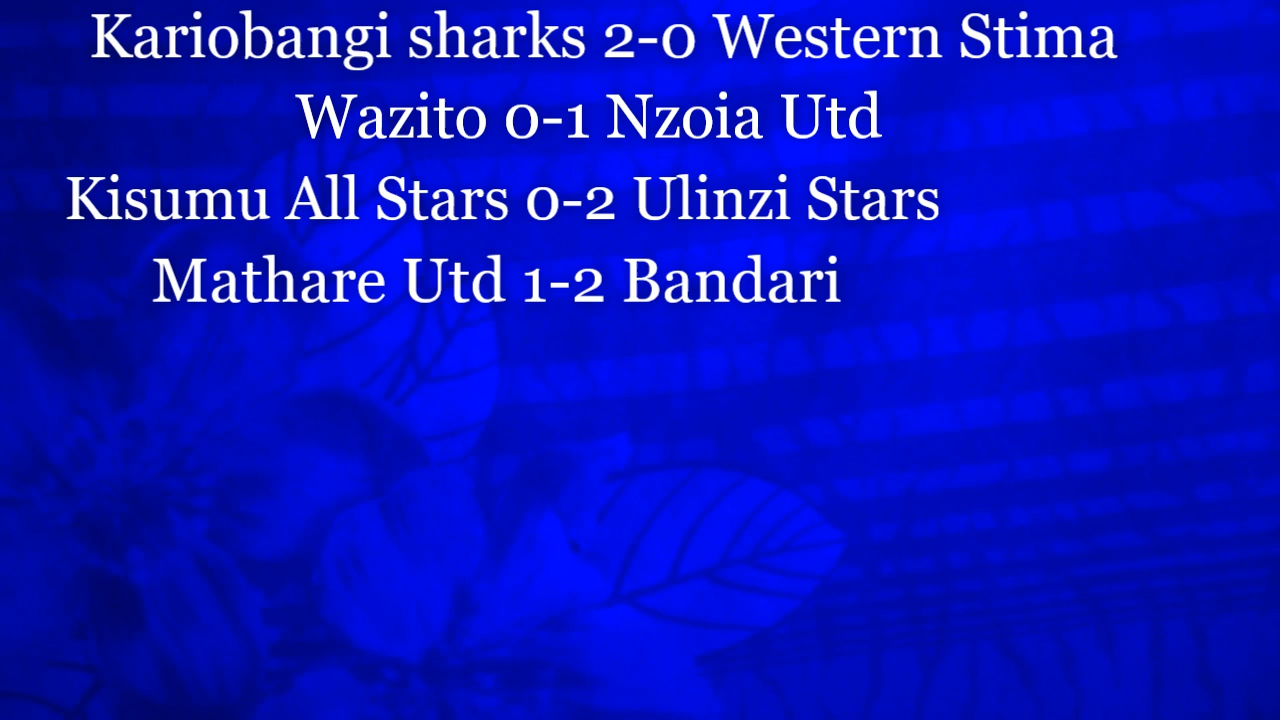 Kariobangi sharks 2-0 Western Stima
Wazito 0-1 Nzoia Utd
Kisumu All Stars 0-2 Ulinzi Stars
Mathare Utd 1-2 Bandari